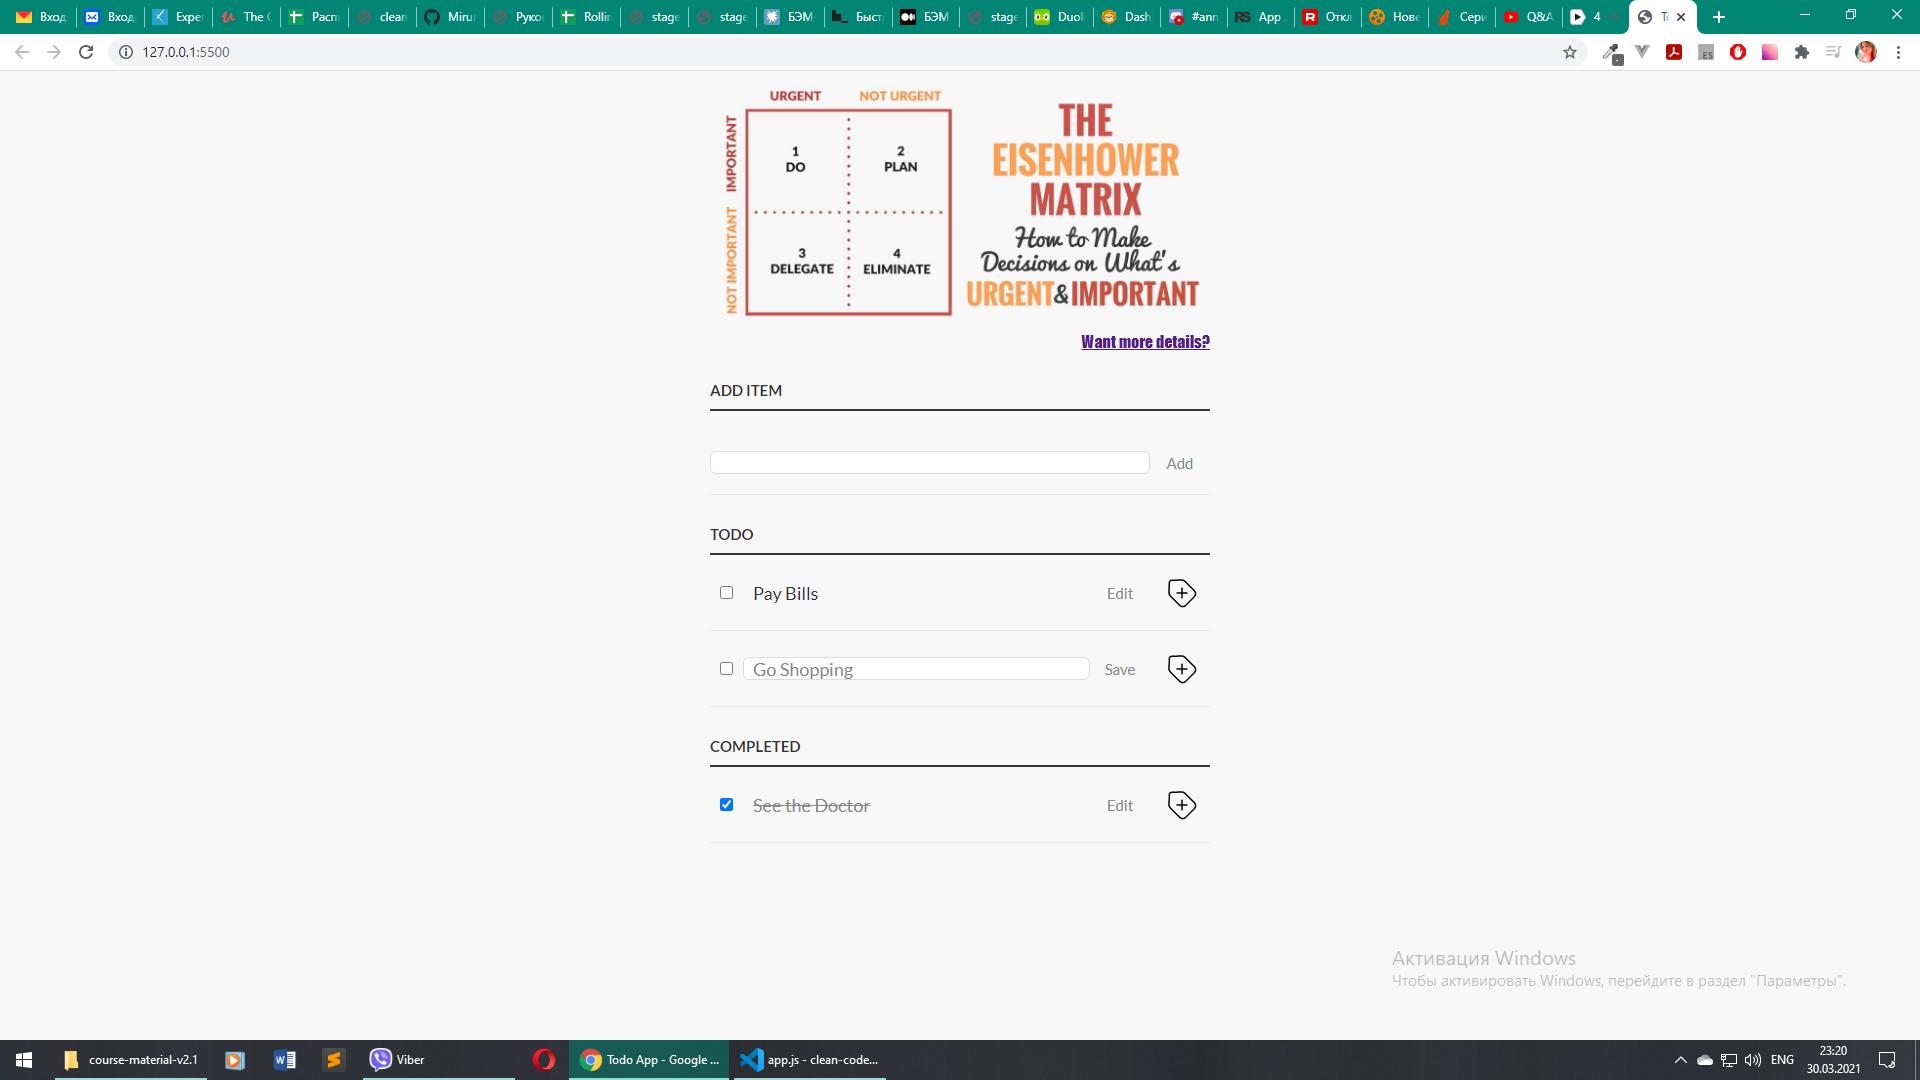 Вход
Вход
Exper
The C
Распи
clean
Mirur
Руко
Rollin
stage
stage
БЭМ-
Быст
БЭМ
stage
Duol
Dash
#ann
App
Откл
Нове
Сери
Q&A
4
127.0.0.1:5500
URGENT NOT URGENT
IMPORTANT
NOT IMPORTANT
1
DO
2
PLAN
3
DELEGATE
4
ELIMINATE
THE
EISENHOWER
MATRIX
How to Make
Decisions on What's
URGENT&IMPORTANT
Want more details?
ADD ITEM
Add
TODO
Pay Bills Edit
Go Shopping Save
COMPLETED
See the Doctor Edit
Активация Windows
Чтобы активировать Windows, перейдите в раздел "Параметры".
course-material-v2.1
Viber
Todo App - Google ...
app.js - clean-code...
ENG
23:20
30.03.2021